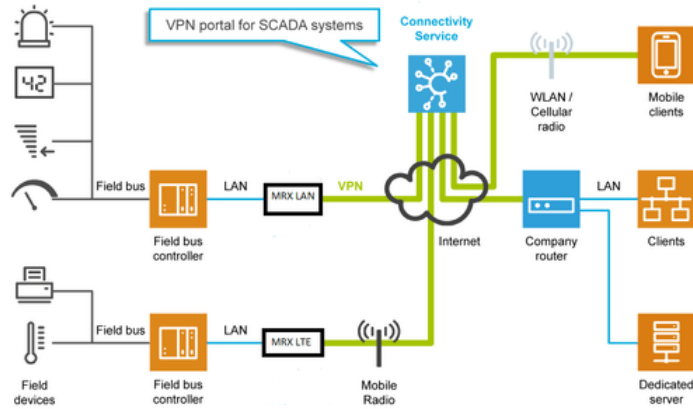 VPN portal for SCADA systems
Connectivity
Service
42
WLAN /
Cellular
radio
Mobile
clients
Field bus
LAN
MRX LAN
VPN
LAN
Field bus
controller
Internet
Company
router
Clients
Field bus
LAN
MRX LTE
Field
devices
Field bus
controller
Mobile
Radio
Dedicated
server